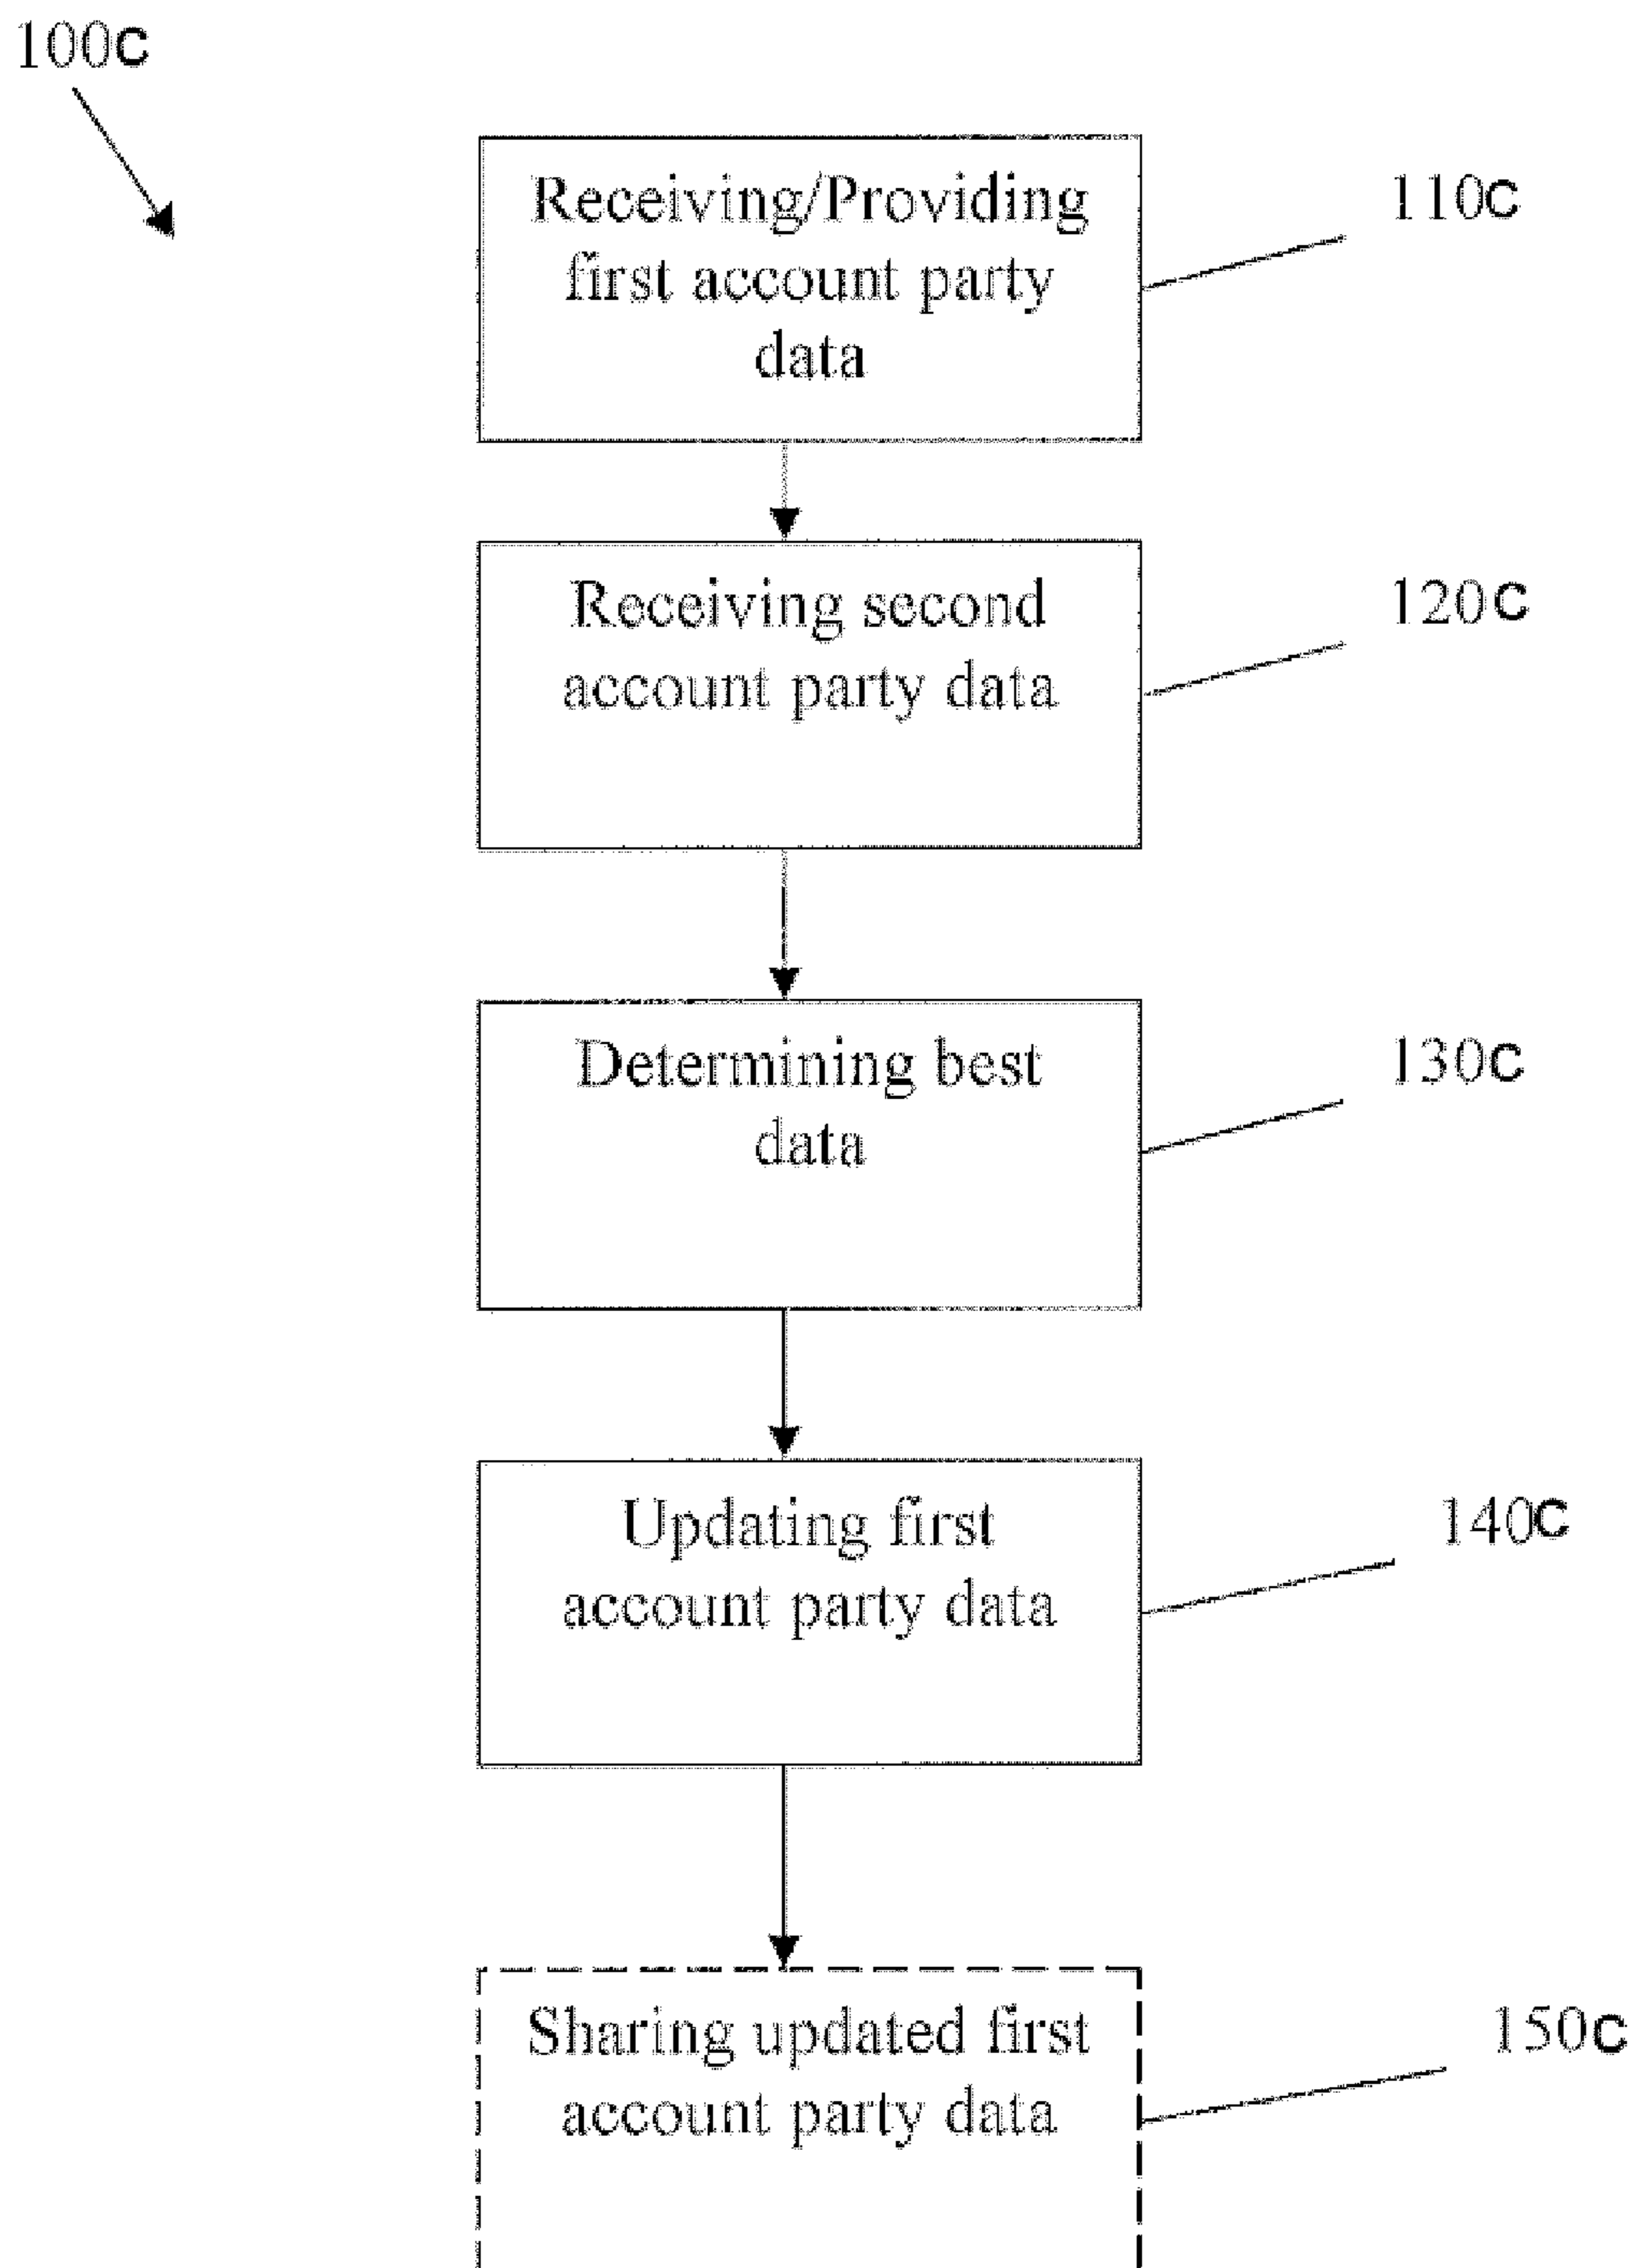 100C
Receiving/Providing
first account party
data
110C
Receiving second
account party data
120C
Determining best
data
130C
Updating first
account party data
140C
Sharing updated first
account party data
150C